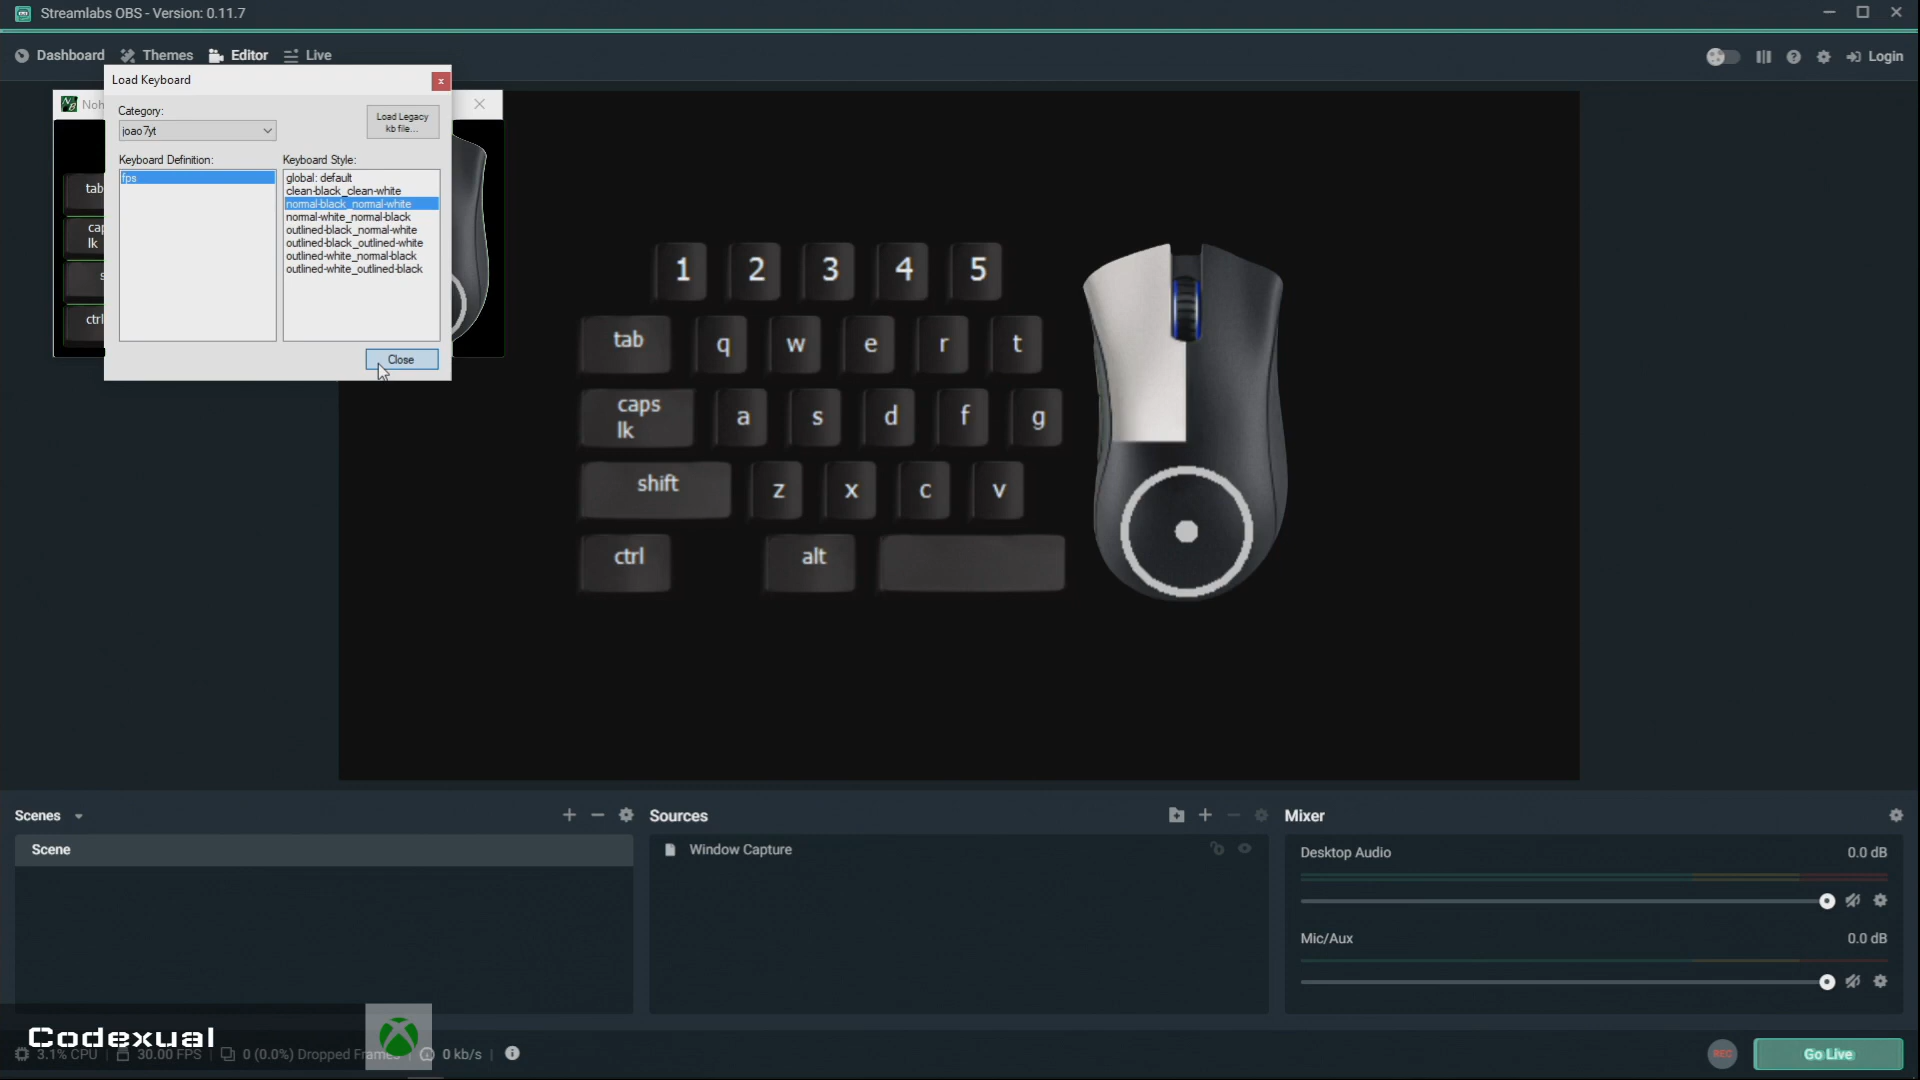 Streamlabs OBS - Version: 0.11.7
Dashboard Themes Editor Live Login
Load Keyboard
x
Noh
Category:
joao7yt
Load Legacy
kb file...
Keyboard Definition:
fps
Keyboard Style:
global: default
clean-black_clean-white
normal-black_normal-white
normal-white_normal-black
outlined-black_normal-white
outlined-black_outlined-white
outlined-white_normal-black
outlined-white_outlined-black
Close
tab
cap
lk
s
ctrl
1 2 3 4 5
tab q w e r t
caps
lk
a s d f g
shift z x c v
ctrl alt
Scenes
Scene
Sources
Window Capture
Mixer
Desktop Audio 0.0 dB
Mic/Aux 0.0 dB
Codexual
3.1% CPU 30.00 FPS 0 (0.0%) Dropped Frames 0 kb/s
REC
Go Live